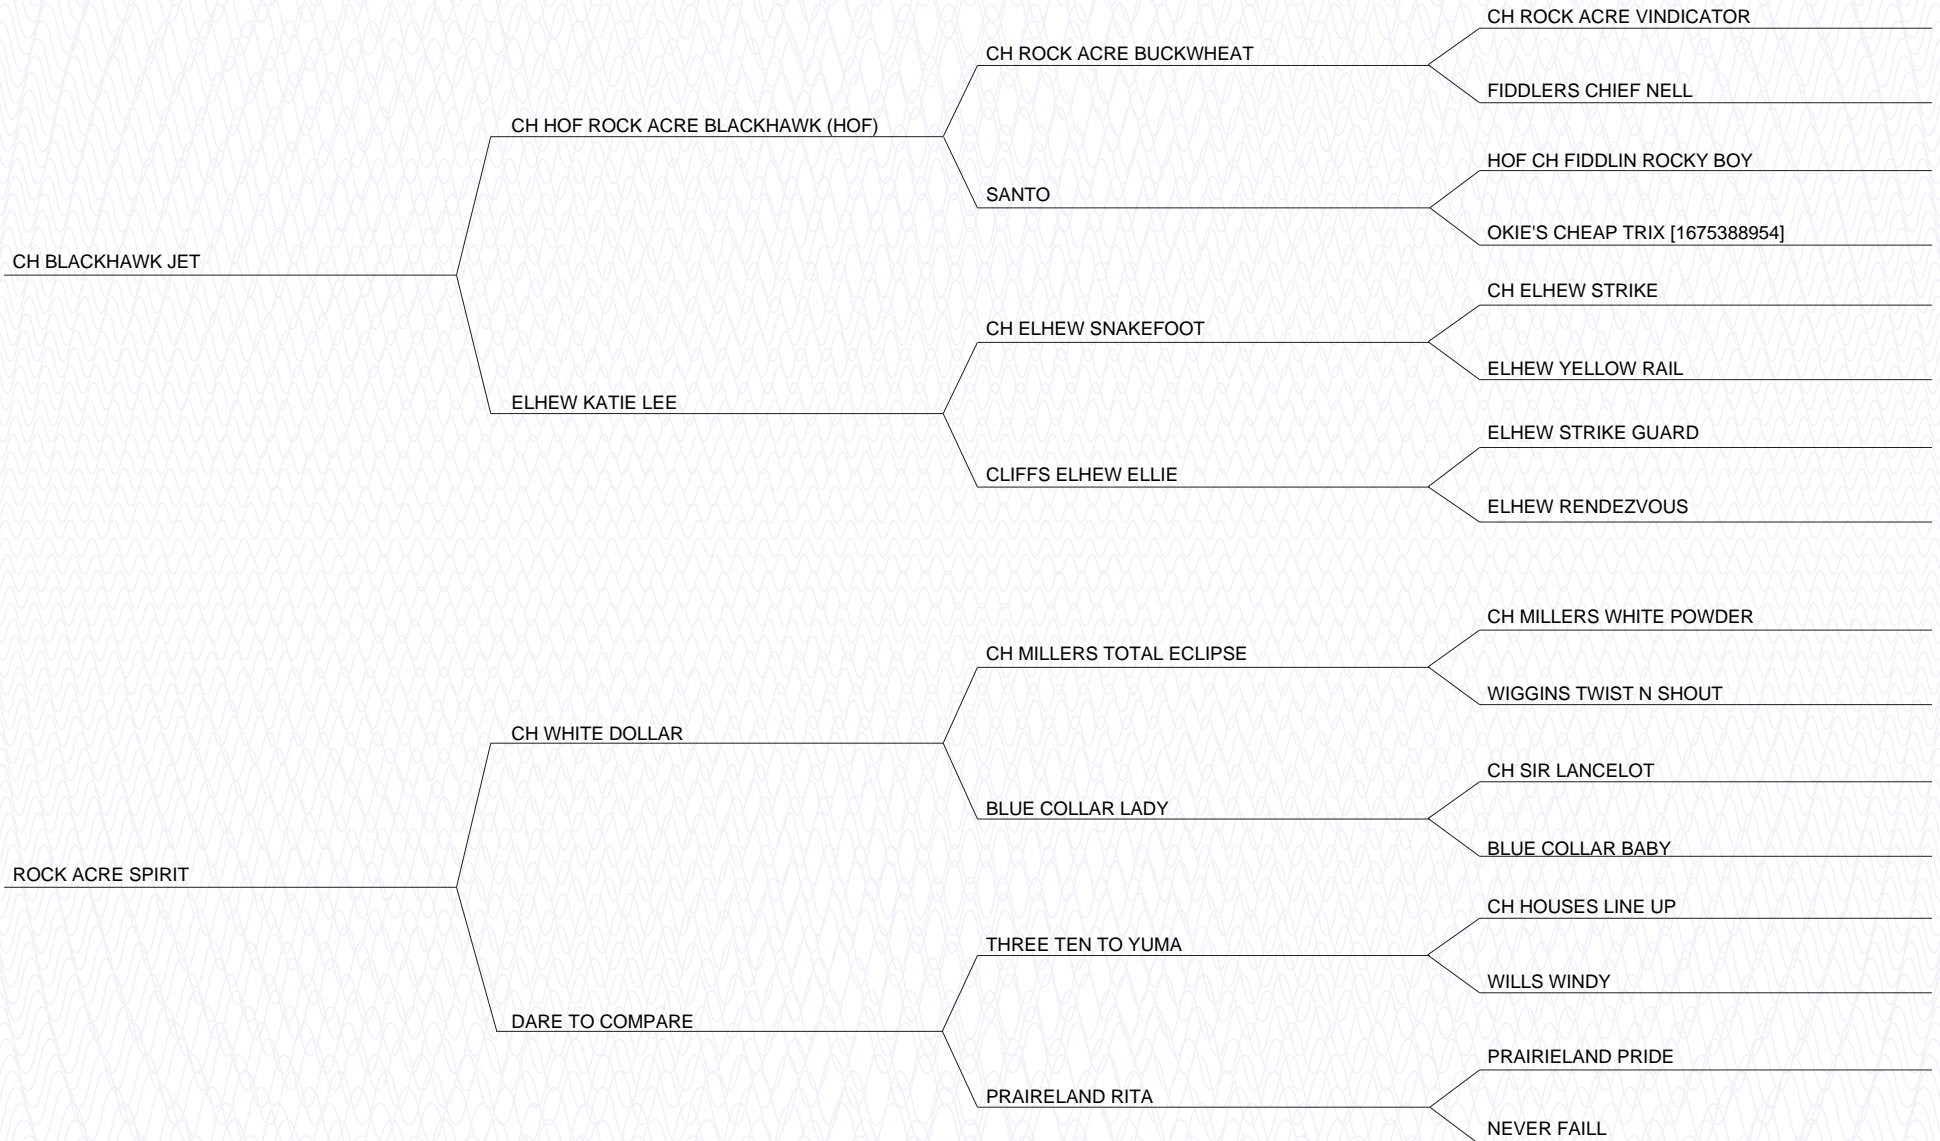 CH ROCK ACRE VINDICATOR
CH ROCK ACRE BUCKWHEAT
FIDDLERS CHIEF NELL
CH HOF ROCK ACRE BLACKHAWK (HOF)
HOF CH FIDDLIN ROCKY BOY
SANTO
OKIE'S CHEAP TRIX [1675388954]
CH BLACKHAWK JET
CH ELHEW STRIKE
CH ELHEW SNAKEFOOT
ELHEW YELLOW RAIL
ELHEW KATIE LEE
ELHEW STRIKE GUARD
CLIFFS ELHEW ELLIE
ELHEW RENDEZVOUS
CH MILLERS WHITE POWDER
CH MILLERS TOTAL ECLIPSE
WIGGINS TWIST N SHOUT
CH WHITE DOLLAR
CH SIR LANCELOT
BLUE COLLAR LADY
BLUE COLLAR BABY
ROCK ACRE SPIRIT
CH HOUSES LINE UP
THREE TEN TO YUMA
WILLS WINDY
DARE TO COMPARE
PRAIRIELAND PRIDE
PRAIRELAND RITA
NEVER FAILL